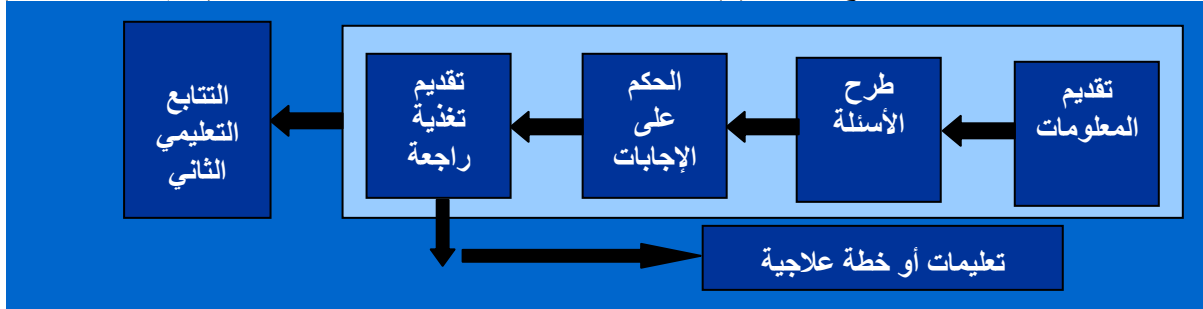 تقديم
المعلومات
طرح
الأسئلة
الحكم
على
الإجابات
تقديم
تغذية
راجعة
التتابع
التعليمي
الثاني
تعليمات أو خطة علاجية